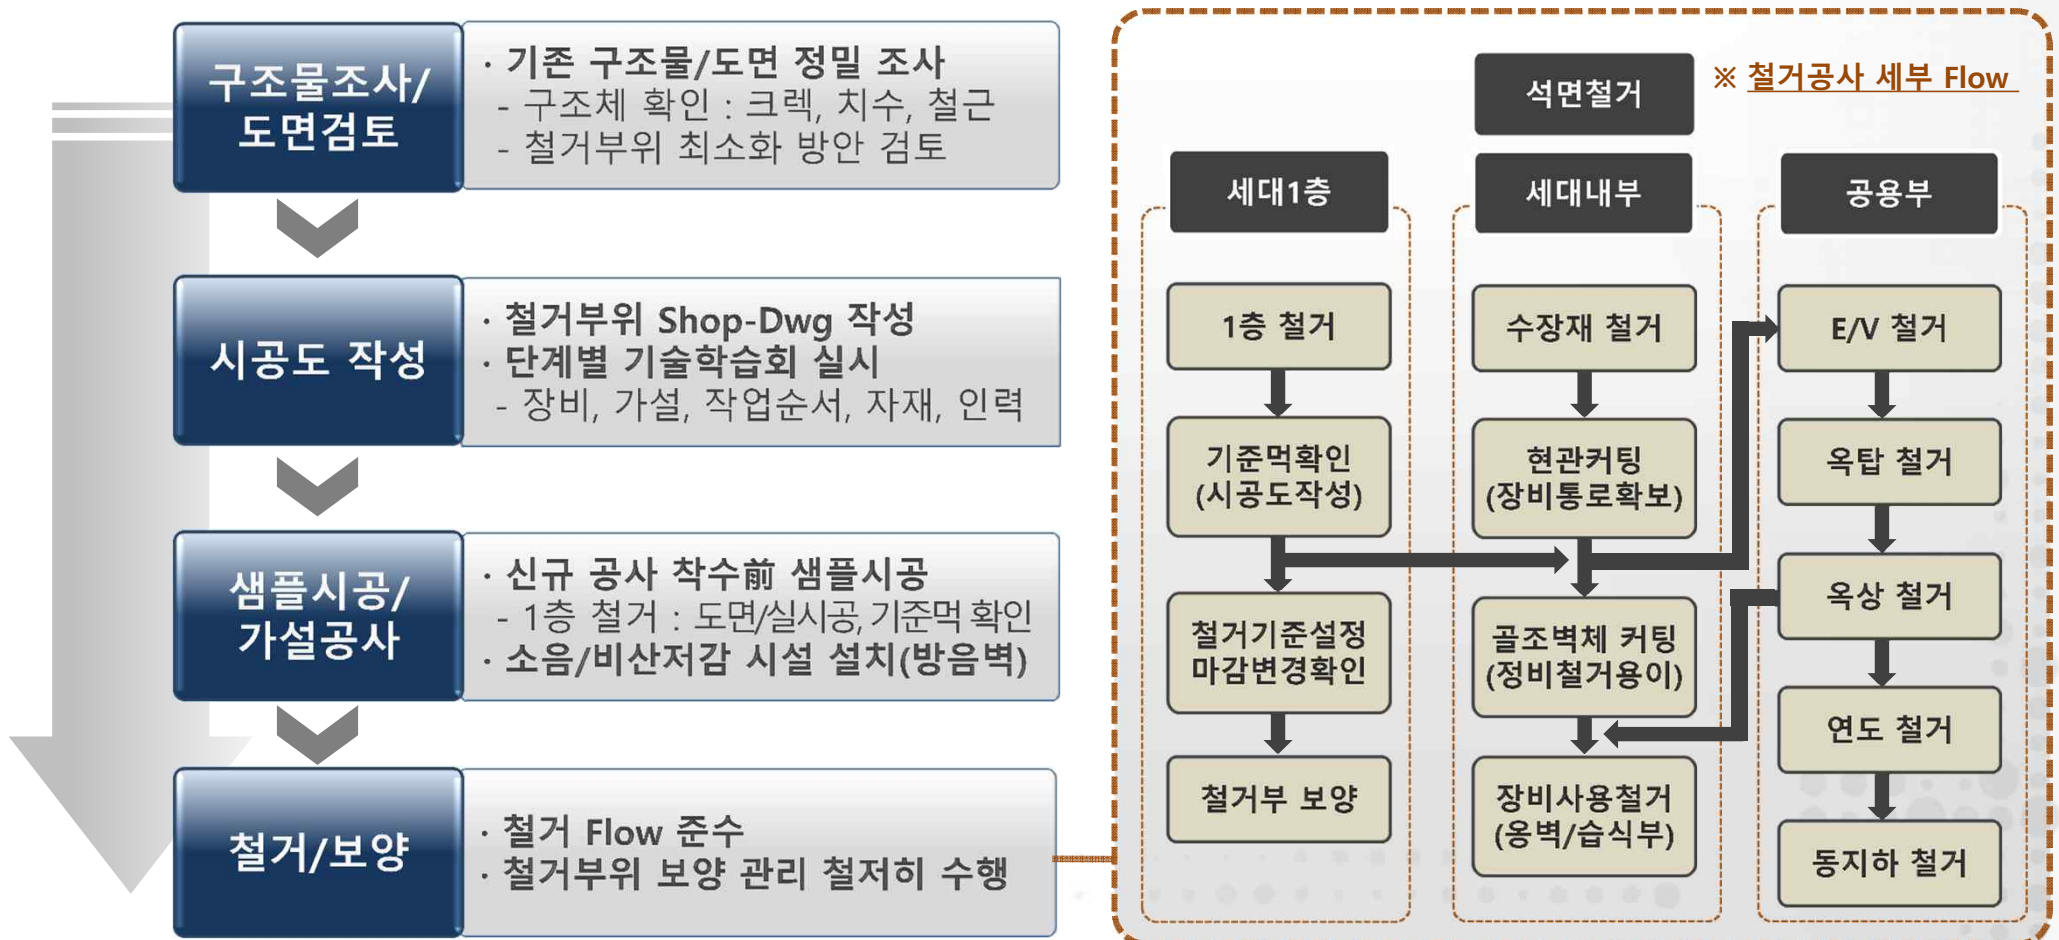 구조물조사/
도면검토
· 기존 구조물/도면 정밀 조사
- 구조체 확인 : 크렉, 치수, 철근
- 철거부위 최소화 방안 검토
시공도 작성
· 철거부위 Shop-Dwg 작성
· 단계별 기술학습회 실시
- 장비, 가설, 작업순서, 자재, 인력
샘플시공/
가설공사
· 신규 공사 착수前 샘플시공
- 1층 철거 : 도면/실시공, 기준먹 확인
· 소음/비산저감 시설 설치(방음벽)
철거/보양
· 철거 Flow 준수
· 철거부위 보양 관리 철저히 수행
※ 철거공사 세부 Flow
석면철거
세대1층
1층 철거
기준먹확인
(시공도작성)
철거기준설정
마감변경확인
철거부 보양
세대내부
수장재 철거
현관커팅
(장비통로확보)
골조벽체 커팅
(정비철거용이)
장비사용철거
(옹벽/습식부)
공용부
E/V 철거
옥탑 철거
옥상 철거
연도 철거
동지하 철거